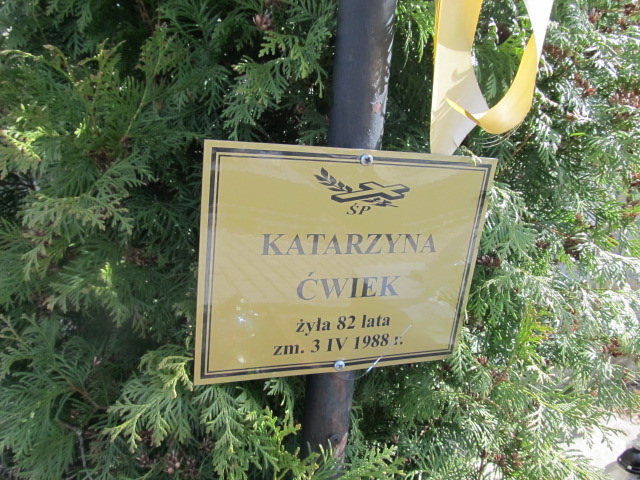 ŚP
KATARZYNA
ĆWIEK
żyła 82 lata
zm. 3 IV 1988 r.